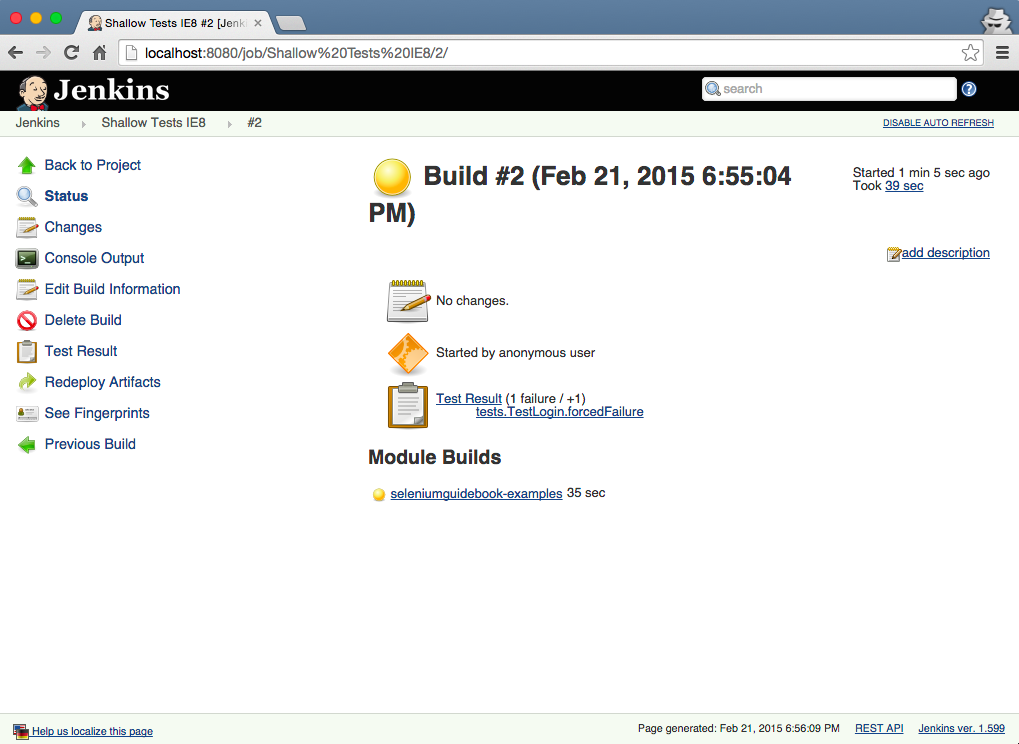 Shallow Tests IE8 #2 [Jenki
localhost:8080/job/Shallow%20Tests%20IE8/2/
Jenkins
search
Jenkins Shallow Tests IE8 #2
DISABLE AUTO REFRESH
Back to Project
Status
Changes
Console Output
Edit Build Information
Delete Build
Test Result
Redeploy Artifacts
See Fingerprints
Previous Build
Build #2 (Feb 21, 2015 6:55:04
PM)
Started 1 min 5 sec ago
Took 39 sec
add description
No changes.
Started by anonymous user
Test Result (1 failure / +1)
tests.TestLogin.forcedFailure
Module Builds
seleniumguidebook-examples 35 sec
Help us localize this page
Page generated: Feb 21, 2015 6:56:09 PM REST API Jenkins ver. 1.599